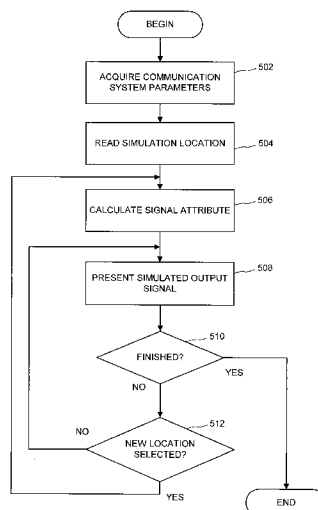 BEGIN
502
ACQUIRE COMMUNICATION
SYSTEM PARAMETERS
504
READ SIMULATION LOCATION
506
CALCULATE SIGNAL ATTRIBUTE
508
PRESENT SIMULATED OUTPUT
SIGNAL
510
FINISHED?
YES
NO
512
NO
NEW LOCATION
SELECTED?
YES
END